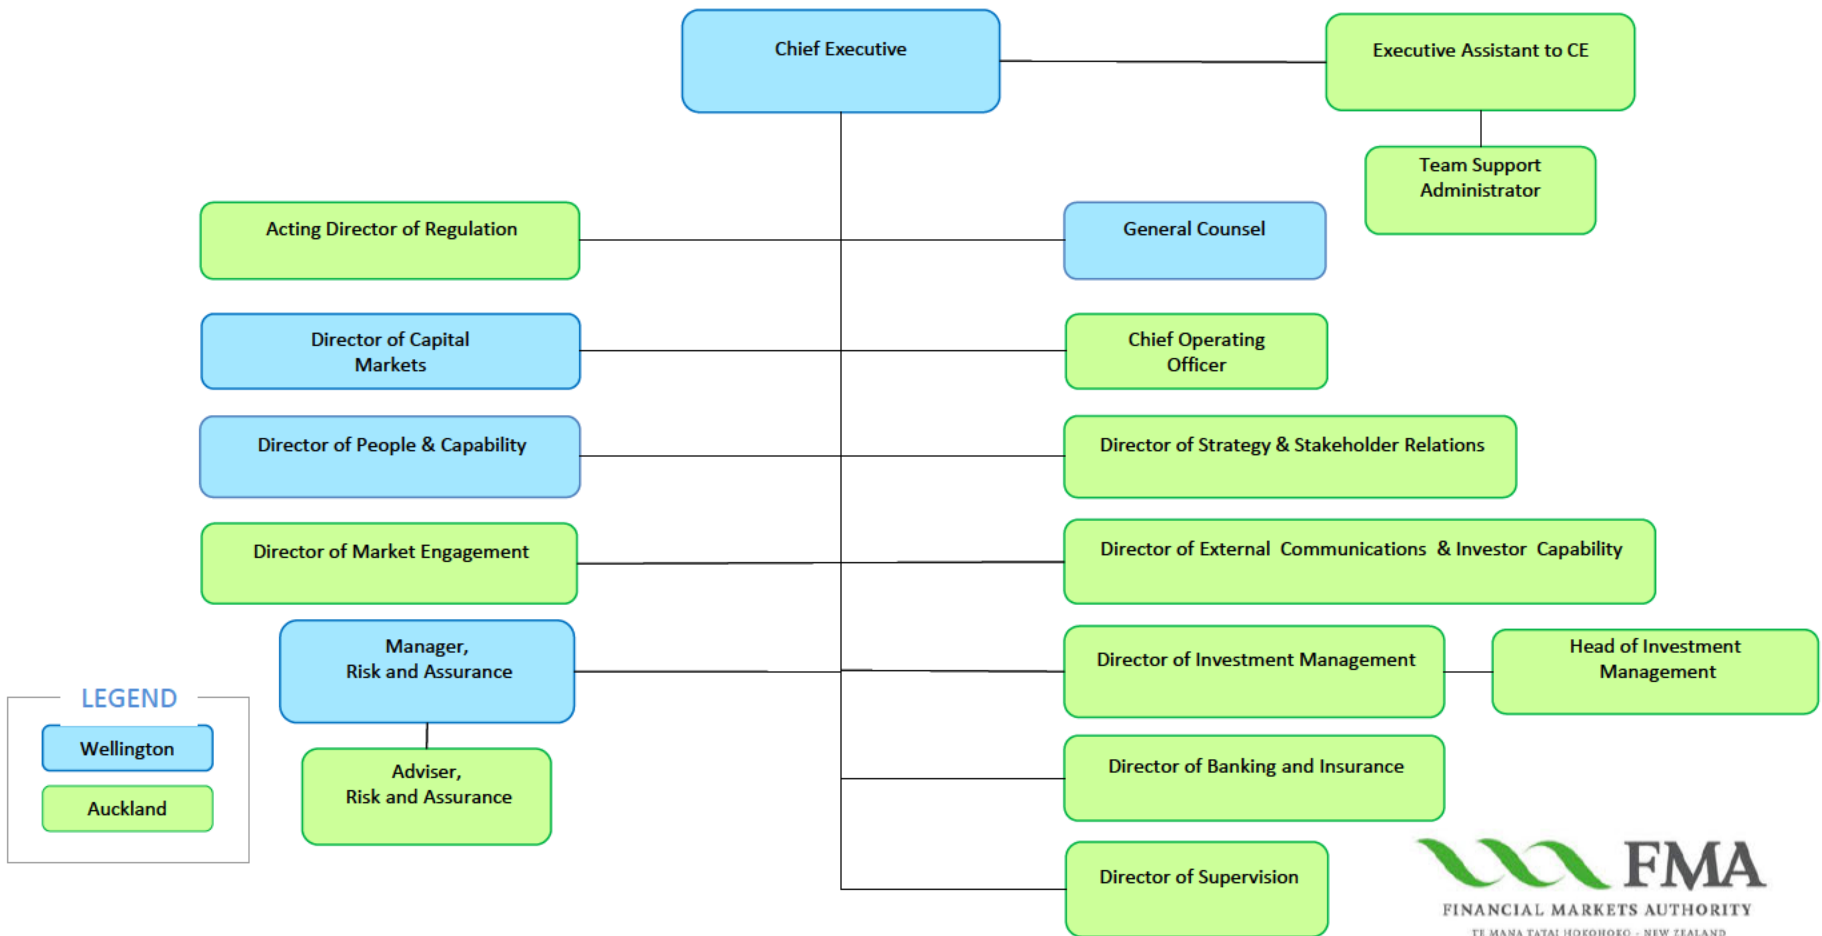 Chief Executive
Executive Assistant to CE
Team Support
Administrator
Acting Director of Regulation
General Counsel
Director of Capital
Markets
Chief Operating
Officer
Director of People & Capability
Director of Strategy & Stakeholder Relations
Director of Market Engagement
Director of External Communications & Investor Capability
Manager,
Risk and Assurance
Director of Investment Management
Head of Investment
Management
LEGEND
Wellington
Auckland
Adviser,
Risk and Assurance
Director of Banking and Insurance
Director of Supervision
FMA
FINANCIAL MARKETS AUTHORITY
TE MANA TATAI HOKOHOKO - NEW ZEALAND